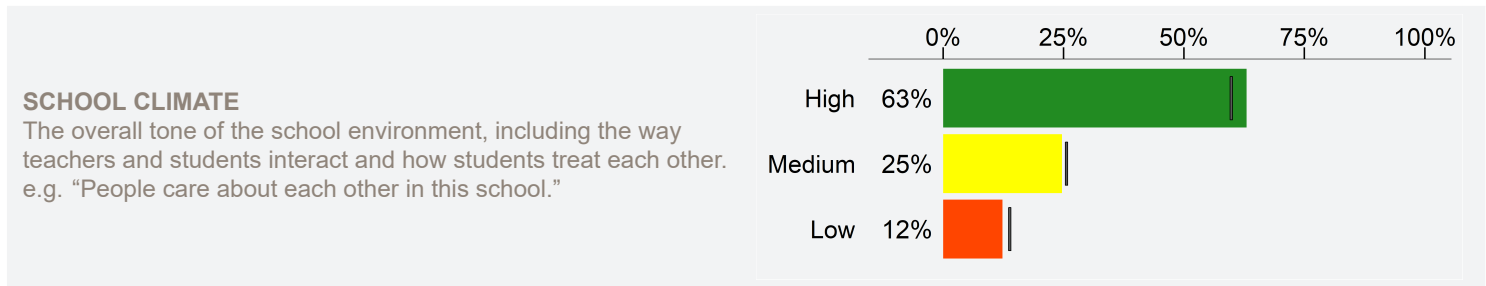 SCHOOL CLIMATE
The overall tone of the school environment, including the way
teachers and students interact and how students treat each other.
e.g. “People care about each other in this school.”
0% 25% 50% 75% 100%
High 63%
Medium 25%
Low 12%